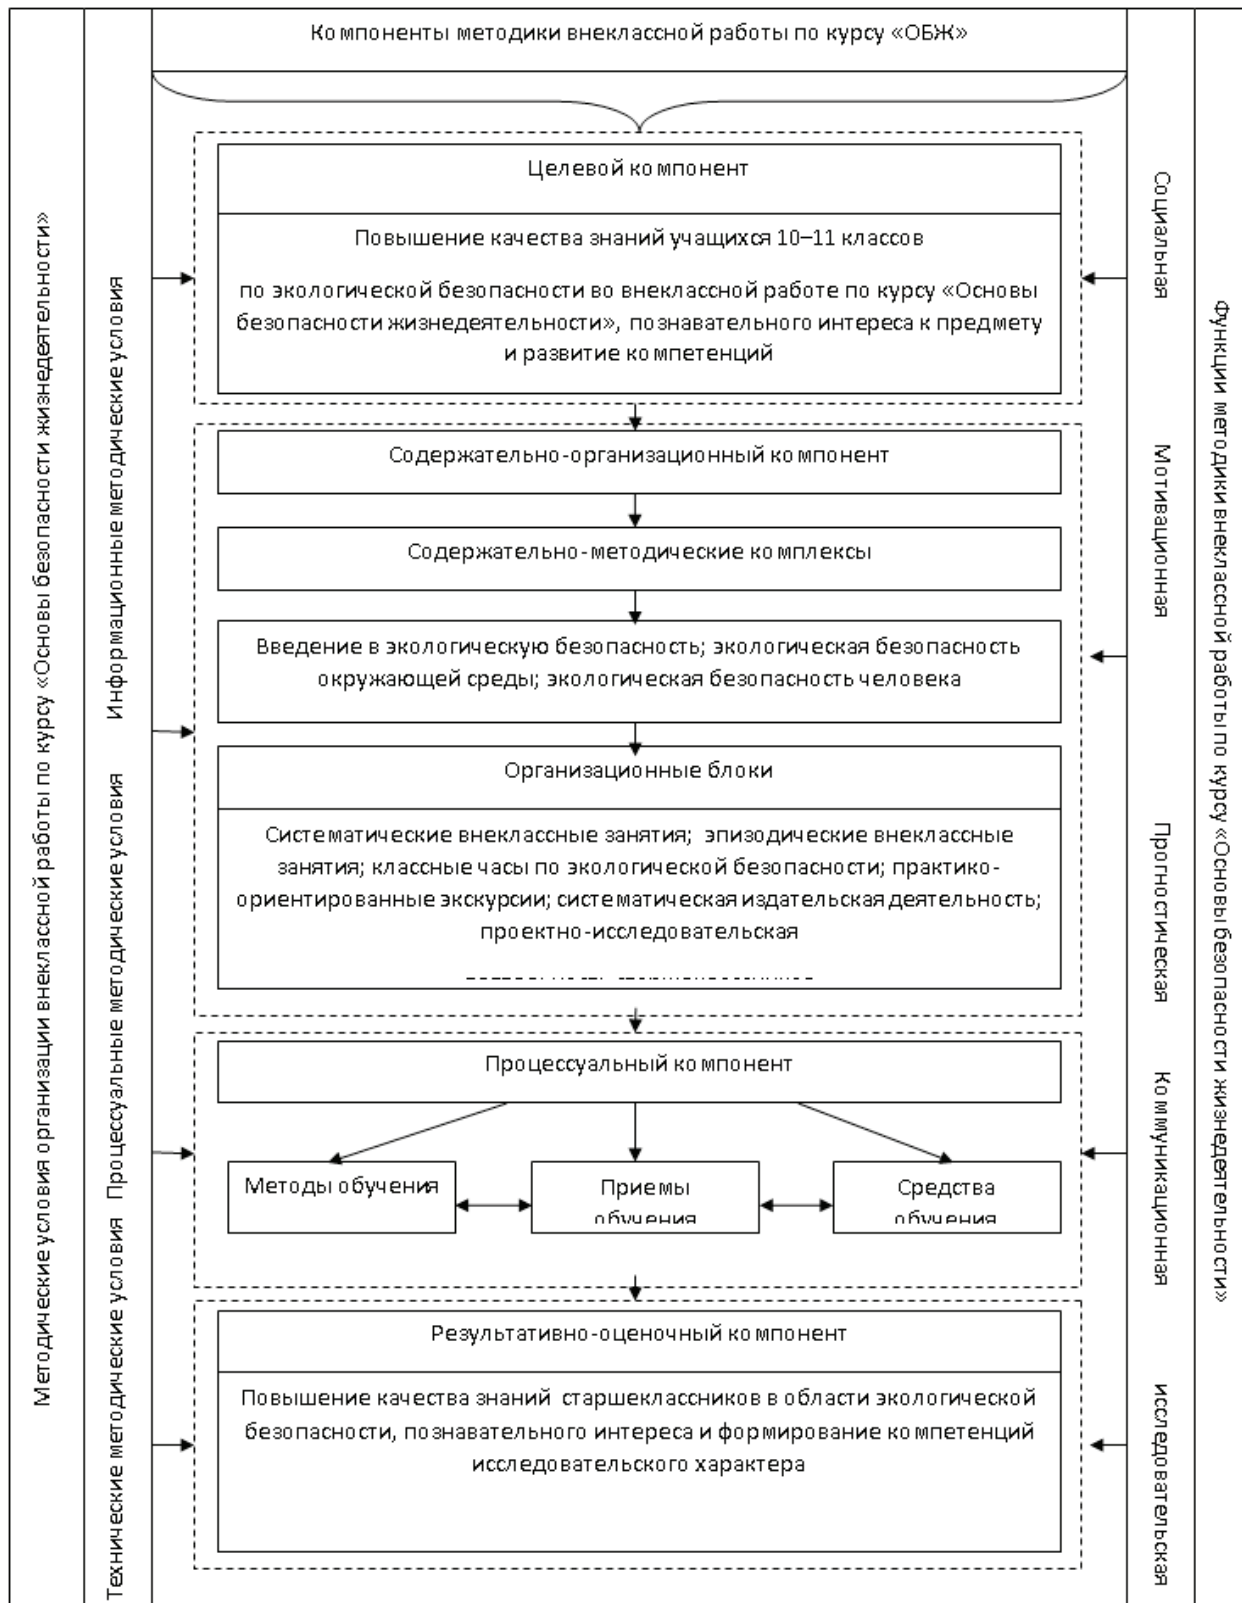 Компоненты методики внеклассной работы по курсу «ОБЖ»
Методические условия организации внеклассной работы по курсу «Основы безопасности жизнедеятельности»
Информационные методические условия
Процессуальные методические условия
Технические методические условия
Целевой компонент
Повышение качества знаний учащихся 10–11 классов
по экологической безопасности во внеклассной работе по курсу «Основы
безопасности жизнедеятельности», познавательного интереса к предмету
и развитие компетенций
Содержательно-организационный компонент
Содержательно-методические комплексы
Введение в экологическую безопасность; экологическая безопасность
окружающей среды; экологическая безопасность человека
Организационные блоки
Систематические внеклассные занятия; эпизодические внеклассные
занятия; классные часы по экологической безопасности; практико-
ориентированные экскурсии; систематическая издательская деятельность;
проектно-исследовательская
Процессуальный компонент
Методы обучения
Приемы
обучения
Средства
обучения
Результативно-оценочный компонент
Повышение качества знаний старшеклассников в области экологической
безопасности, познавательного интереса и формирование компетенций
исследовательского характера
Социальная
Мотивационная
Прогностическая
Коммуникационная
исследовательская
Функции методики внеклассной работы по курсу «Основы безопасности жизнедеятельности»